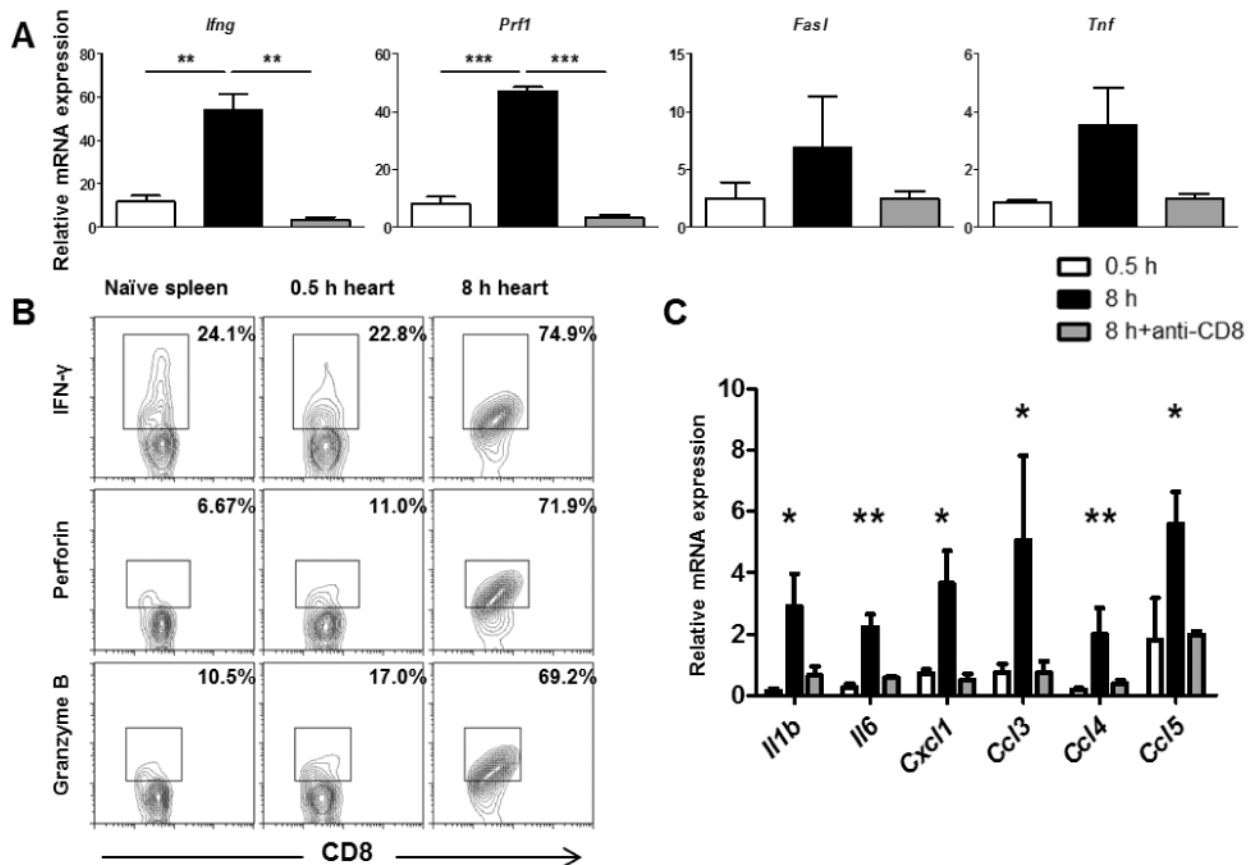 A
Ifng
Prf1
Fasl
Tnf
Relative mRNA expression
80
60
40
20
0
** **
60
40
20
0
*** ***
15
10
5
0
6
4
2
0
0.5 h
8 h
8 h+anti-CD8
B
Naïve spleen 0.5 h heart 8 h heart
IFN-γ
24.1% 22.8% 74.9%
Perforin
6.67% 11.0% 71.9%
Granzyme B
10.5% 17.0% 69.2%
CD8
C
Relative mRNA expression
10
8
6
4
2
0
* ** * * ** *
Il1b Il6 Cxcl1 Ccl3 Ccl4 Ccl5